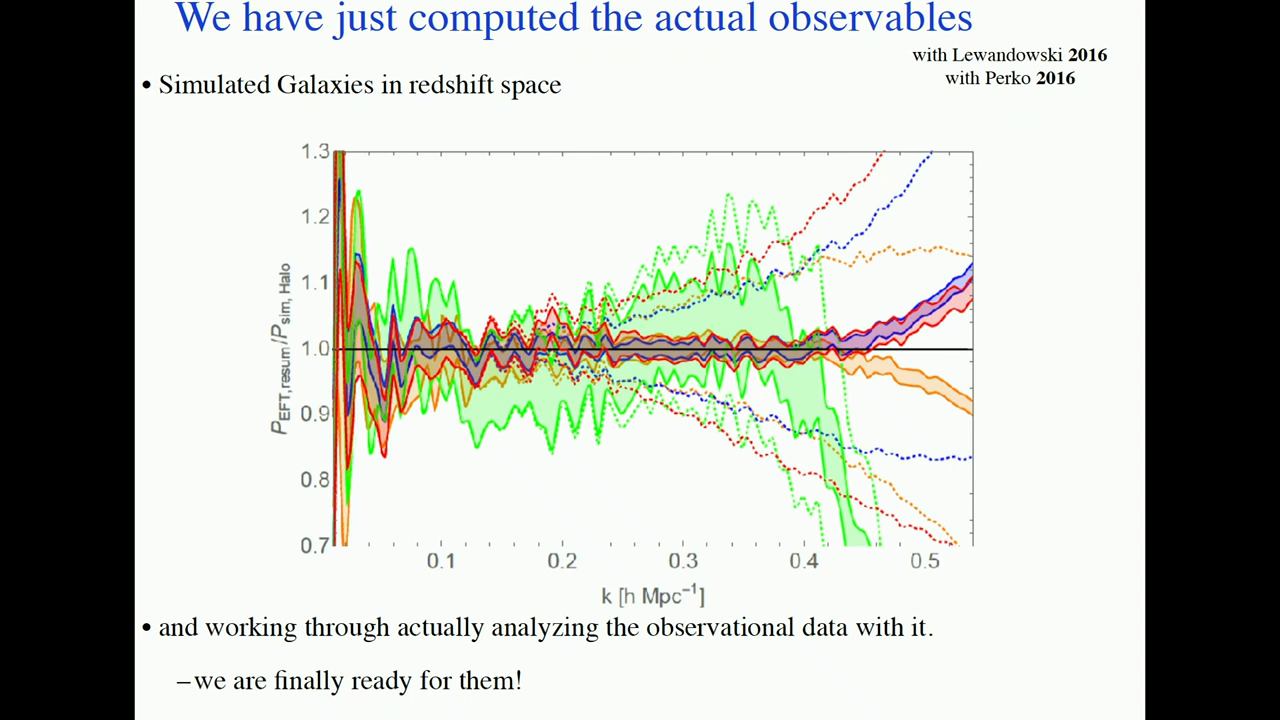 We have just computed the actual observables
with Lewandowski 2016
with Perko 2016
• Simulated Galaxies in redshift space
1.3
1.2
1.1
1.0
0.9
0.8
0.7
P_EFT,resum/P_sim, Halo
0.1 0.2 0.3 0.4 0.5
k [h Mpc⁻¹]
• and working through actually analyzing the observational data with it.
–we are finally ready for them!